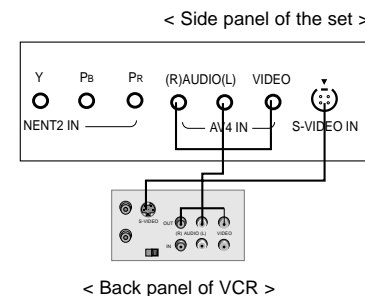 < Side panel of the set >
Y PB PR (R)AUDIO(L) VIDEO
NENT2 IN AV4 IN S-VIDEO IN
S-VIDEO OUT
(R) AUDIO (L) VIDEO
IN
< Back panel of VCR >